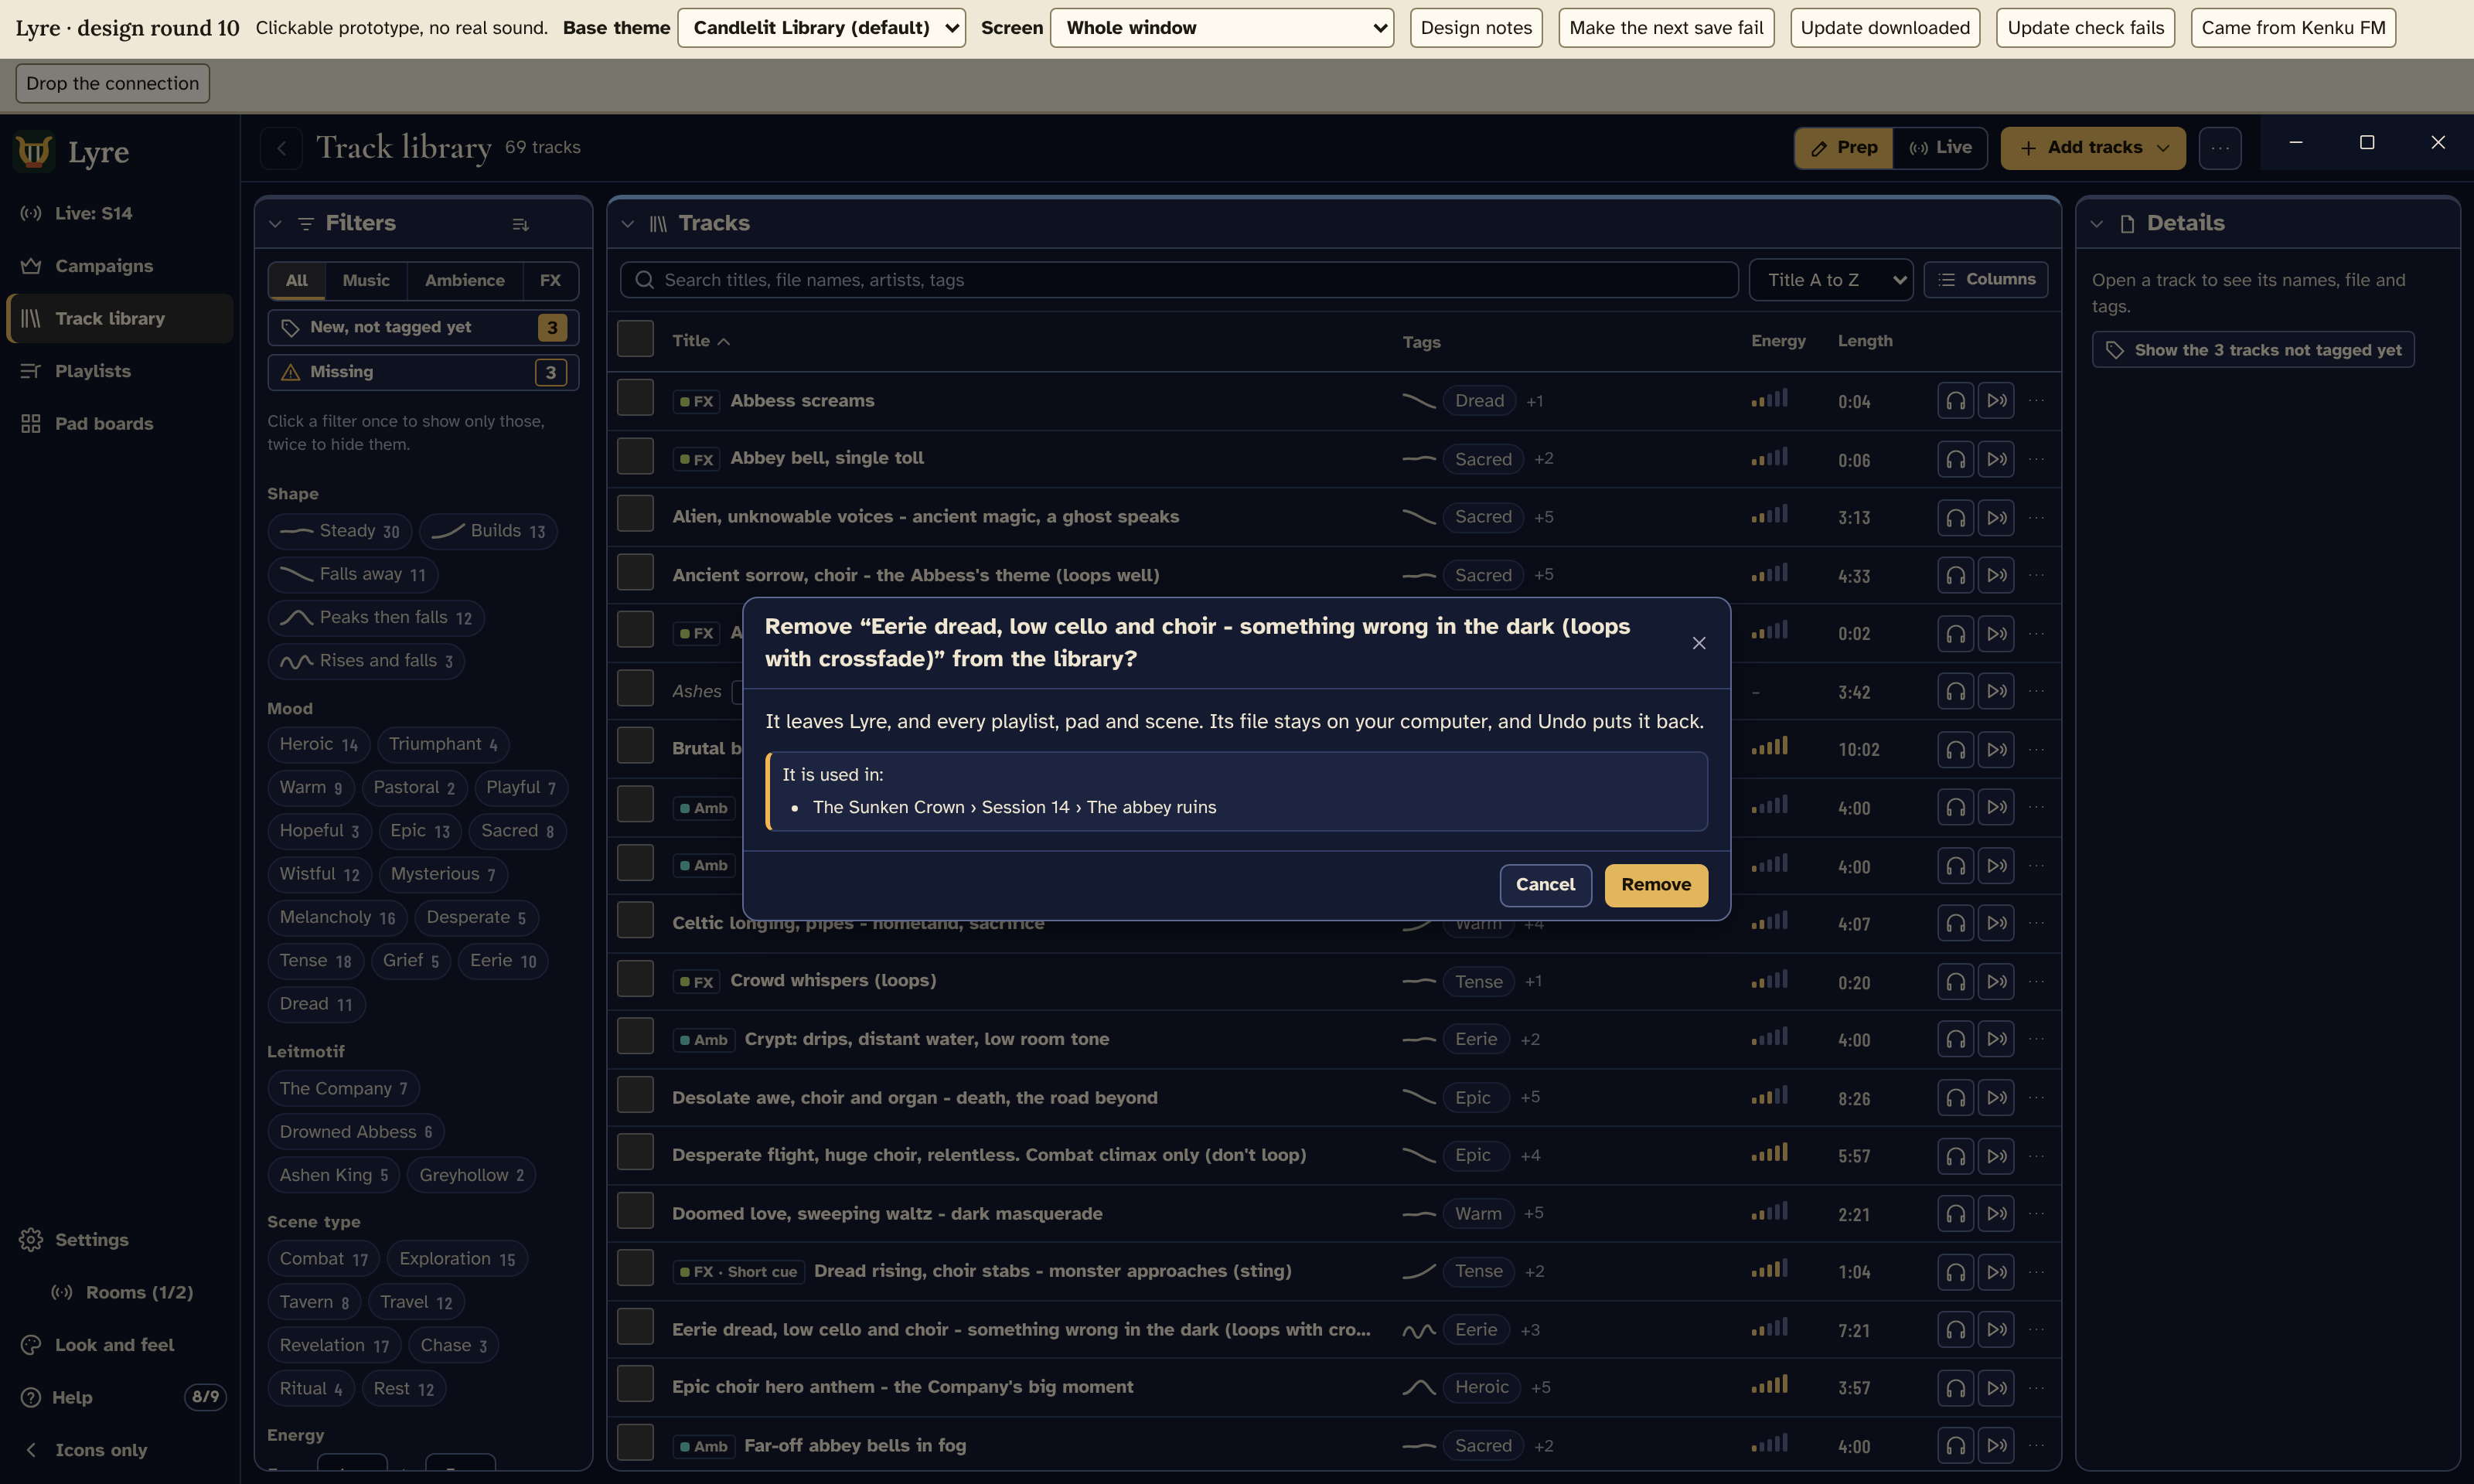 Lyre · design round 10
Clickable prototype, no real sound.
Base theme
Candlelit Library (default)
Screen
Whole window
Design notes
Make the next save fail
Update downloaded
Update check fails
Came from Kenku FM
Drop the connection
Lyre
Live: S14
Campaigns
Track library
Playlists
Pad boards
Settings
Rooms (1/2)
Look and feel
Help 8/9
Icons only
Track library 69 tracks
Prep
Live
Add tracks
Filters
All
Music
Ambience
FX
New, not tagged yet 3
Missing 3
Click a filter once to show only those,
twice to hide them.
Shape
Steady 30
Builds 13
Falls away 11
Peaks then falls 12
Rises and falls 3
Mood
Heroic 14
Triumphant 4
Warm 9
Pastoral 2
Playful 7
Hopeful 3
Epic 13
Sacred 8
Wistful 12
Mysterious 7
Melancholy 16
Desperate 5
Tense 18
Grief 5
Eerie 10
Dread 11
Leitmotif
The Company 7
Drowned Abbess 6
Ashen King 5
Greyhollow 2
Scene type
Combat 17
Exploration 15
Tavern 8
Travel 12
Revelation 17
Chase 3
Ritual 4
Rest 12
Energy
Tracks
Search titles, file names, artists, tags
Title A to Z
Columns
Title
Tags
Energy
Length
FX Abbess screams Dread +1 0:04
FX Abbey bell, single toll Sacred +2 0:06
Alien, unknowable voices - ancient magic, a ghost speaks Sacred +5 3:13
Ancient sorrow, choir - the Abbess's theme (loops well) Sacred +5 4:33
FX A 0:02
Ashes – 3:42
Brutal b 10:02
Amb 4:00
Amb 4:00
Celtic longing, pipes - homeland, sacrifice Warm +4 4:07
FX Crowd whispers (loops) Tense +1 0:20
Amb Crypt: drips, distant water, low room tone Eerie +2 4:00
Desolate awe, choir and organ - death, the road beyond Epic +5 8:26
Desperate flight, huge choir, relentless. Combat climax only (don't loop) Epic +4 5:57
Doomed love, sweeping waltz - dark masquerade Warm +5 2:21
FX · Short cue Dread rising, choir stabs - monster approaches (sting) Tense +2 1:04
Eerie dread, low cello and choir - something wrong in the dark (loops with cro... Eerie +3 7:21
Epic choir hero anthem - the Company's big moment Heroic +5 3:57
Amb Far-off abbey bells in fog Sacred +2 4:00
Remove “Eerie dread, low cello and choir - something wrong in the dark (loops
with crossfade)” from the library?
It leaves Lyre, and every playlist, pad and scene. Its file stays on your computer, and Undo puts it back.
It is used in:
• The Sunken Crown › Session 14 › The abbey ruins
Cancel
Remove
Details
Open a track to see its names, file and
tags.
Show the 3 tracks not tagged yet